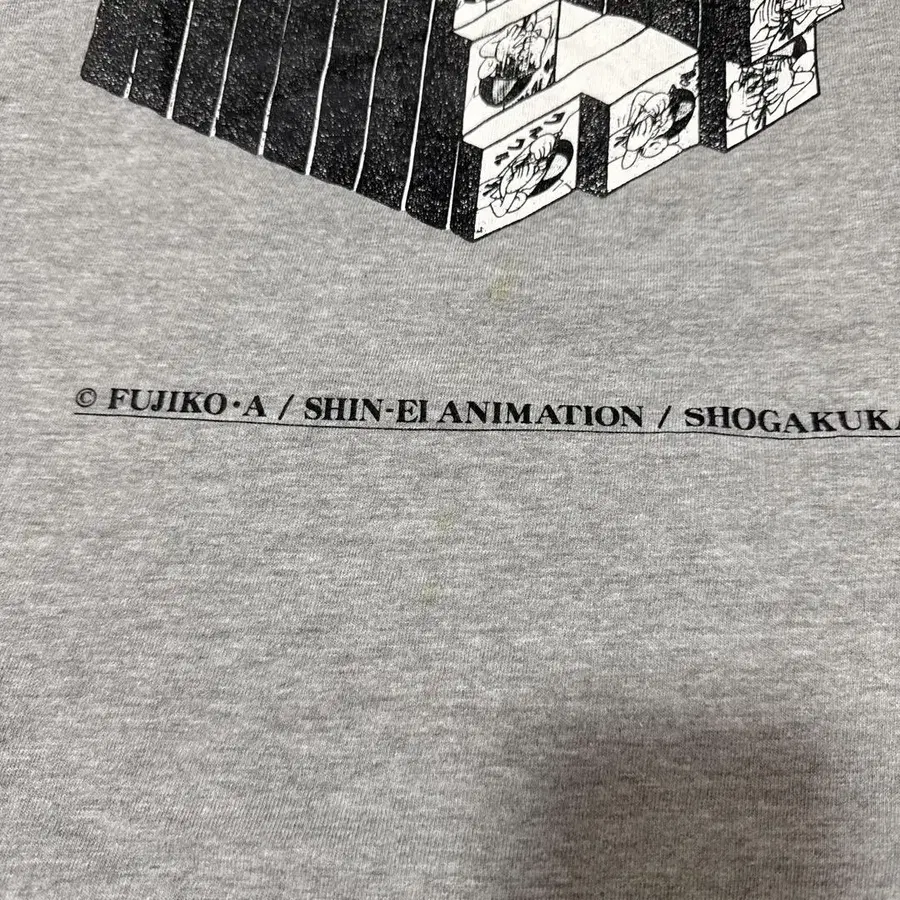 © FUJIKO・A / SHIN-EI ANIMATION / SHOGAKUKA